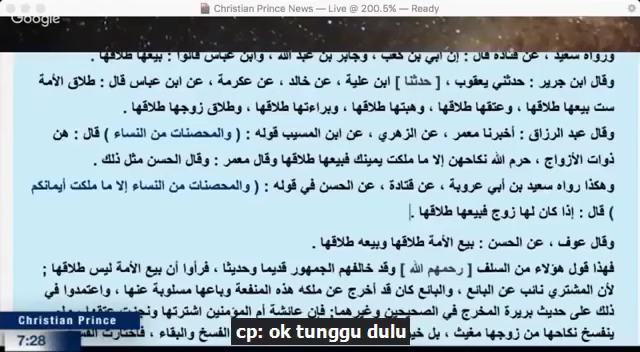 Christian Prince News — Live @ 200.5% — Ready
Google
ورواه سعيد ، عن قتادة قال : إن أبي بن كعب ، وجابر بن عبد الله ، وابن عباس قالوا : بيعها طلاقها .
وقال ابن جرير : حدثني يعقوب ، [ حدثنا ] ابن علية ، عن خالد ، عن عكرمة ، عن ابن عباس قال : طلاق الأمة
ست بيعها طلاقها ، وعتقها طلاقها ، وهبتها طلاقها ، وبراءتها طلاقها ، وطلاق زوجها طلاقها .
وقال عبد الرزاق : أخبرنا معمر ، عن الزهري ، عن ابن المسيب قوله : ( والمحصنات من النساء ) قال : هن
ذوات الأزواج ، حرم الله نكاحهن إلا ما ملكت يمينك فبيعها طلاقها وقال معمر : وقال الحسن مثل ذلك .
وهكذا رواه سعيد بن أبي عروبة ، عن قتادة ، عن الحسن في قوله : ( والمحصنات من النساء إلا ما ملكت أيمانكم
) قال : إذا كان لها زوج فبيعها طلاقها .
وقال عوف ، عن الحسن : بيع الأمة طلاقها وبيعه طلاقها .
فهذا قول هؤلاء من السلف [ رحمهم الله ] وقد خالفهم الجمهور قديما وحديثا ، فرأوا أن بيع الأمة ليس طلاقها ;
لأن المشتري نائب عن البائع ، والبائع كان قد أخرج عن ملكه هذه المنفعة وباعها مسلوبة عنها ، واعتمدوا في
ذلك على حديث بريرة المخرج في الصحيحين وغيرهما; فإن عائشة أم المؤمنين اشترتها ونجزت عتقها ، ولم
ينفسخ نكاحها من زوجها مغيث ، بل خي الفسخ والبقاء ، فاختارت
Christian Prince
7:28
cp: ok tunggu dulu